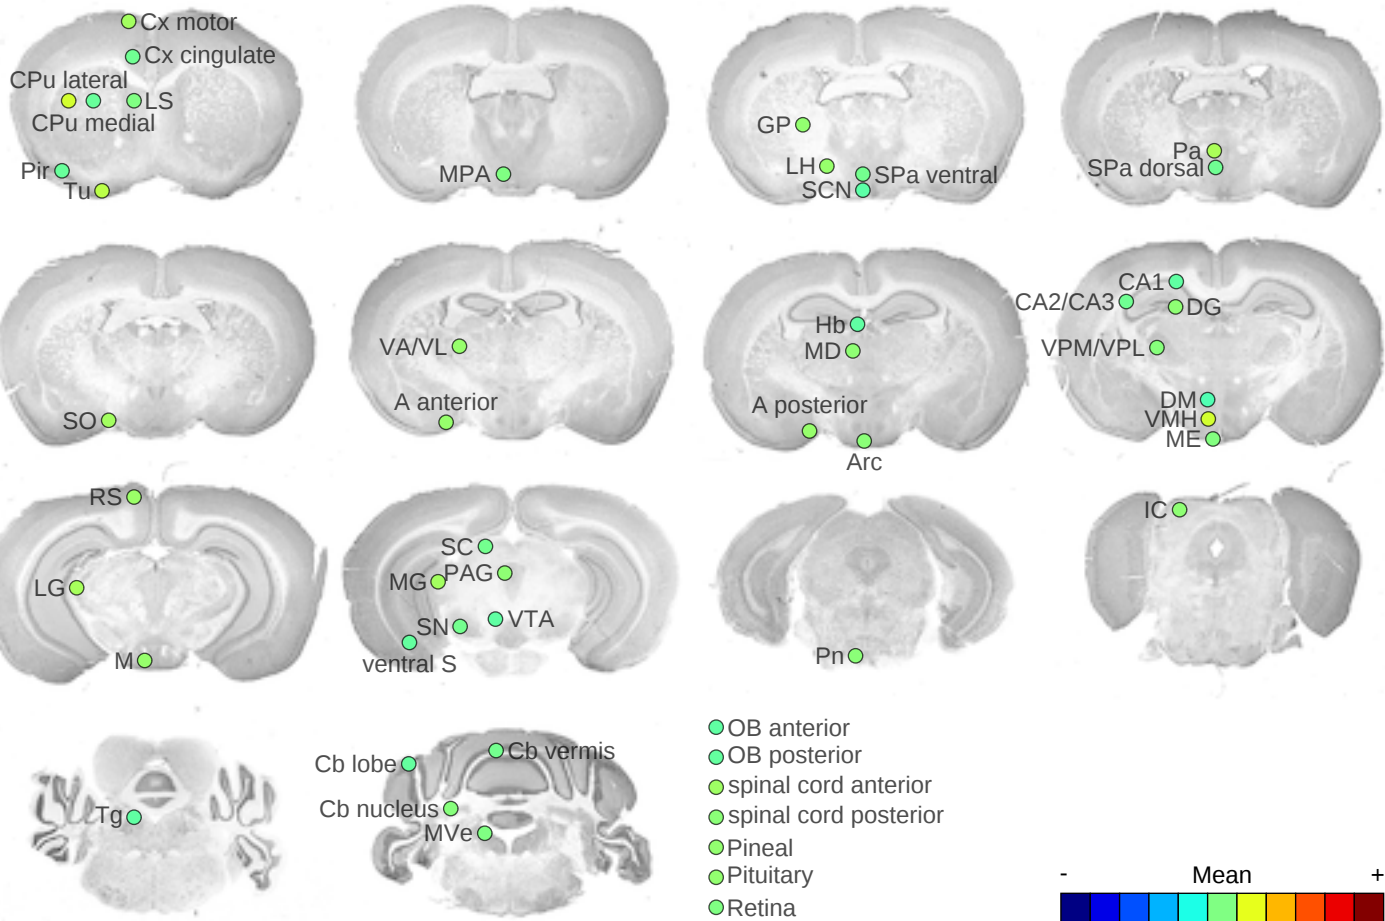 Cx motor
Cx cingulate
CPu lateral
LS
CPu medial
Pir
Tu
MPA
GP
LH
SPa ventral
SCN
Pa
SPa dorsal
SO
VA/VL
A anterior
Hb
MD
A posterior
Arc
CA1
CA2/CA3
DG
VPM/VPL
DM
VMH
ME
RS
LG
M
SC
MG
PAG
SN
VTA
ventral S
Pn
IC
Tg
Cb lobe
Cb vermis
Cb nucleus
MVe
OB anterior
OB posterior
spinal cord anterior
spinal cord posterior
Pineal
Pituitary
Retina
- Mean +